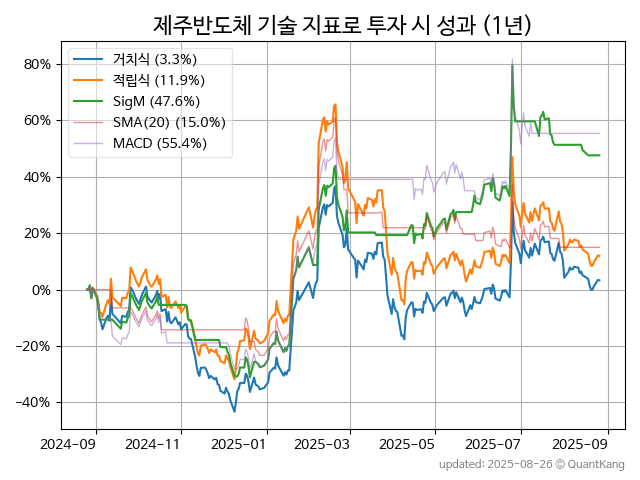 제주반도체 기술 지표로 투자 시 성과 (1년)
거치식 (3.3%)
적립식 (11.9%)
SigM (47.6%)
SMA(20) (15.0%)
MACD (55.4%)
80%
60%
40%
20%
0%
−20%
−40%
2024-09 2024-11 2025-01 2025-03 2025-05 2025-07 2025-09
updated: 2025-08-26 ⓒ QuantKang